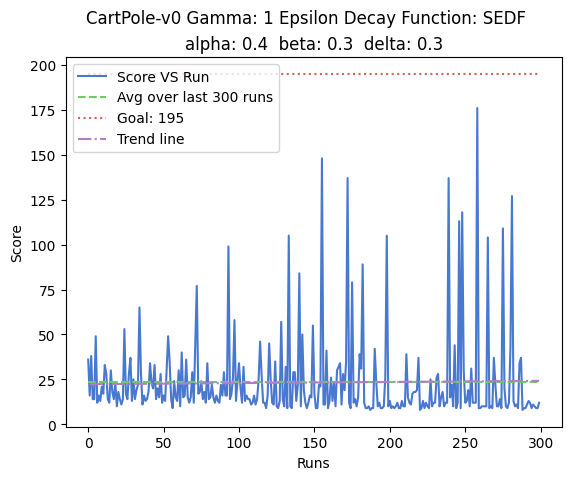 CartPole-v0 Gamma: 1 Epsilon Decay Function: SEDF
alpha: 0.4 beta: 0.3 delta: 0.3
Score VS Run
Avg over last 300 runs
Goal: 195
Trend line
Score
200
175
150
125
100
75
50
25
0
0 50 100 150 200 250 300
Runs